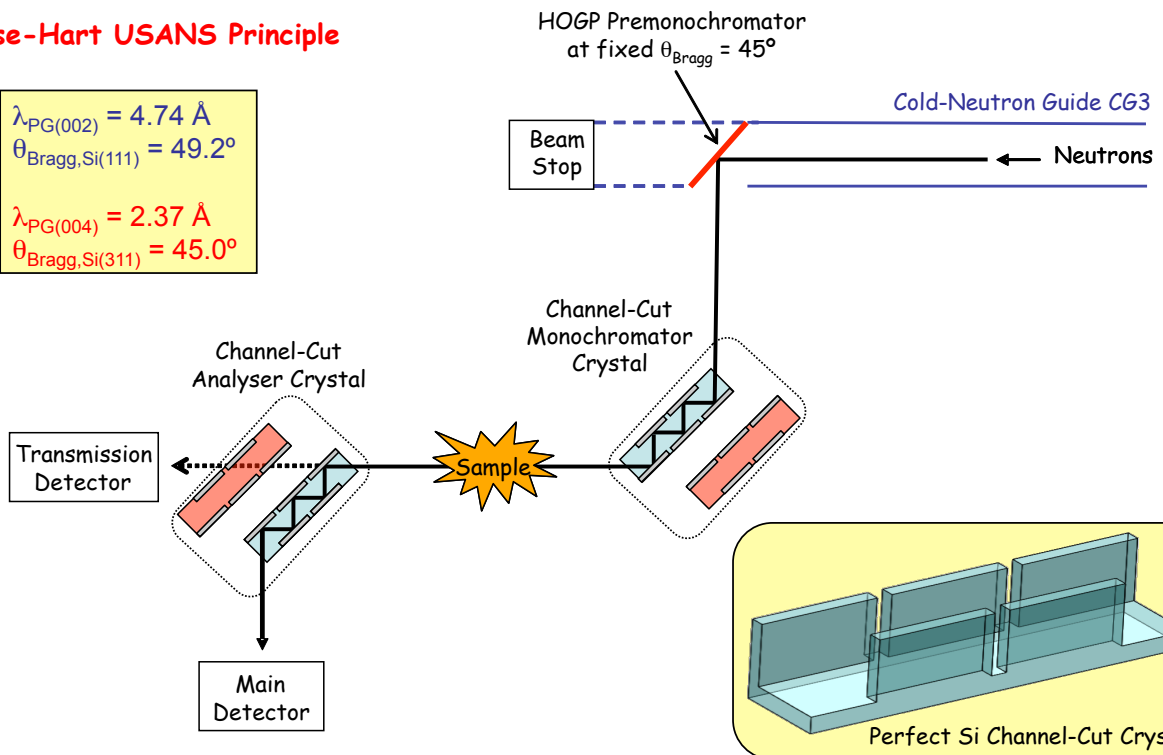 se-Hart USANS Principle
HOGP Premonochromator
at fixed θBragg = 45º
λPG(002) = 4.74 Å
θBragg,Si(111) = 49.2º
λPG(004) = 2.37 Å
θBragg,Si(311) = 45.0º
Cold-Neutron Guide CG3
Beam
Stop
Neutrons
Channel-Cut
Monochromator
Crystal
Channel-Cut
Analyser Crystal
Transmission
Detector
Sample
Main
Detector
Perfect Si Channel-Cut Crys